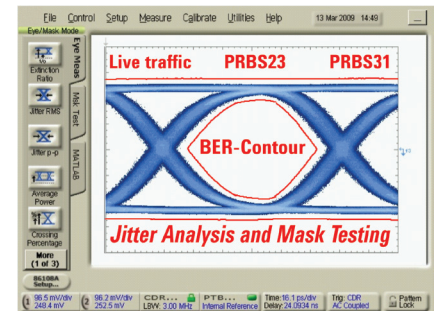 File Control Setup Measure Calibrate Utilities Help 13 Mar 2009 14:49
Eye/Mask Mode
Eye Meas
Msk Test
MATLAB
Extinction
Ratio
Jitter RMS
Jitter p-p
Average
Power
Crossing
Percentage
More
(1 of 3)
86108A
Setup...
Live traffic PRBS23 PRBS31
BER-Contour
Jitter Analysis and Mask Testing
1 96.5 mV/div 2 96.2 mV/div CDR... PTB... Time:16.1 ps/div Trig: CDR Pattern
248.4 mV 252.5 mV LBW: 3.00 MHz Internal Reference Delay: 24.0934 ns AC Coupled Lock